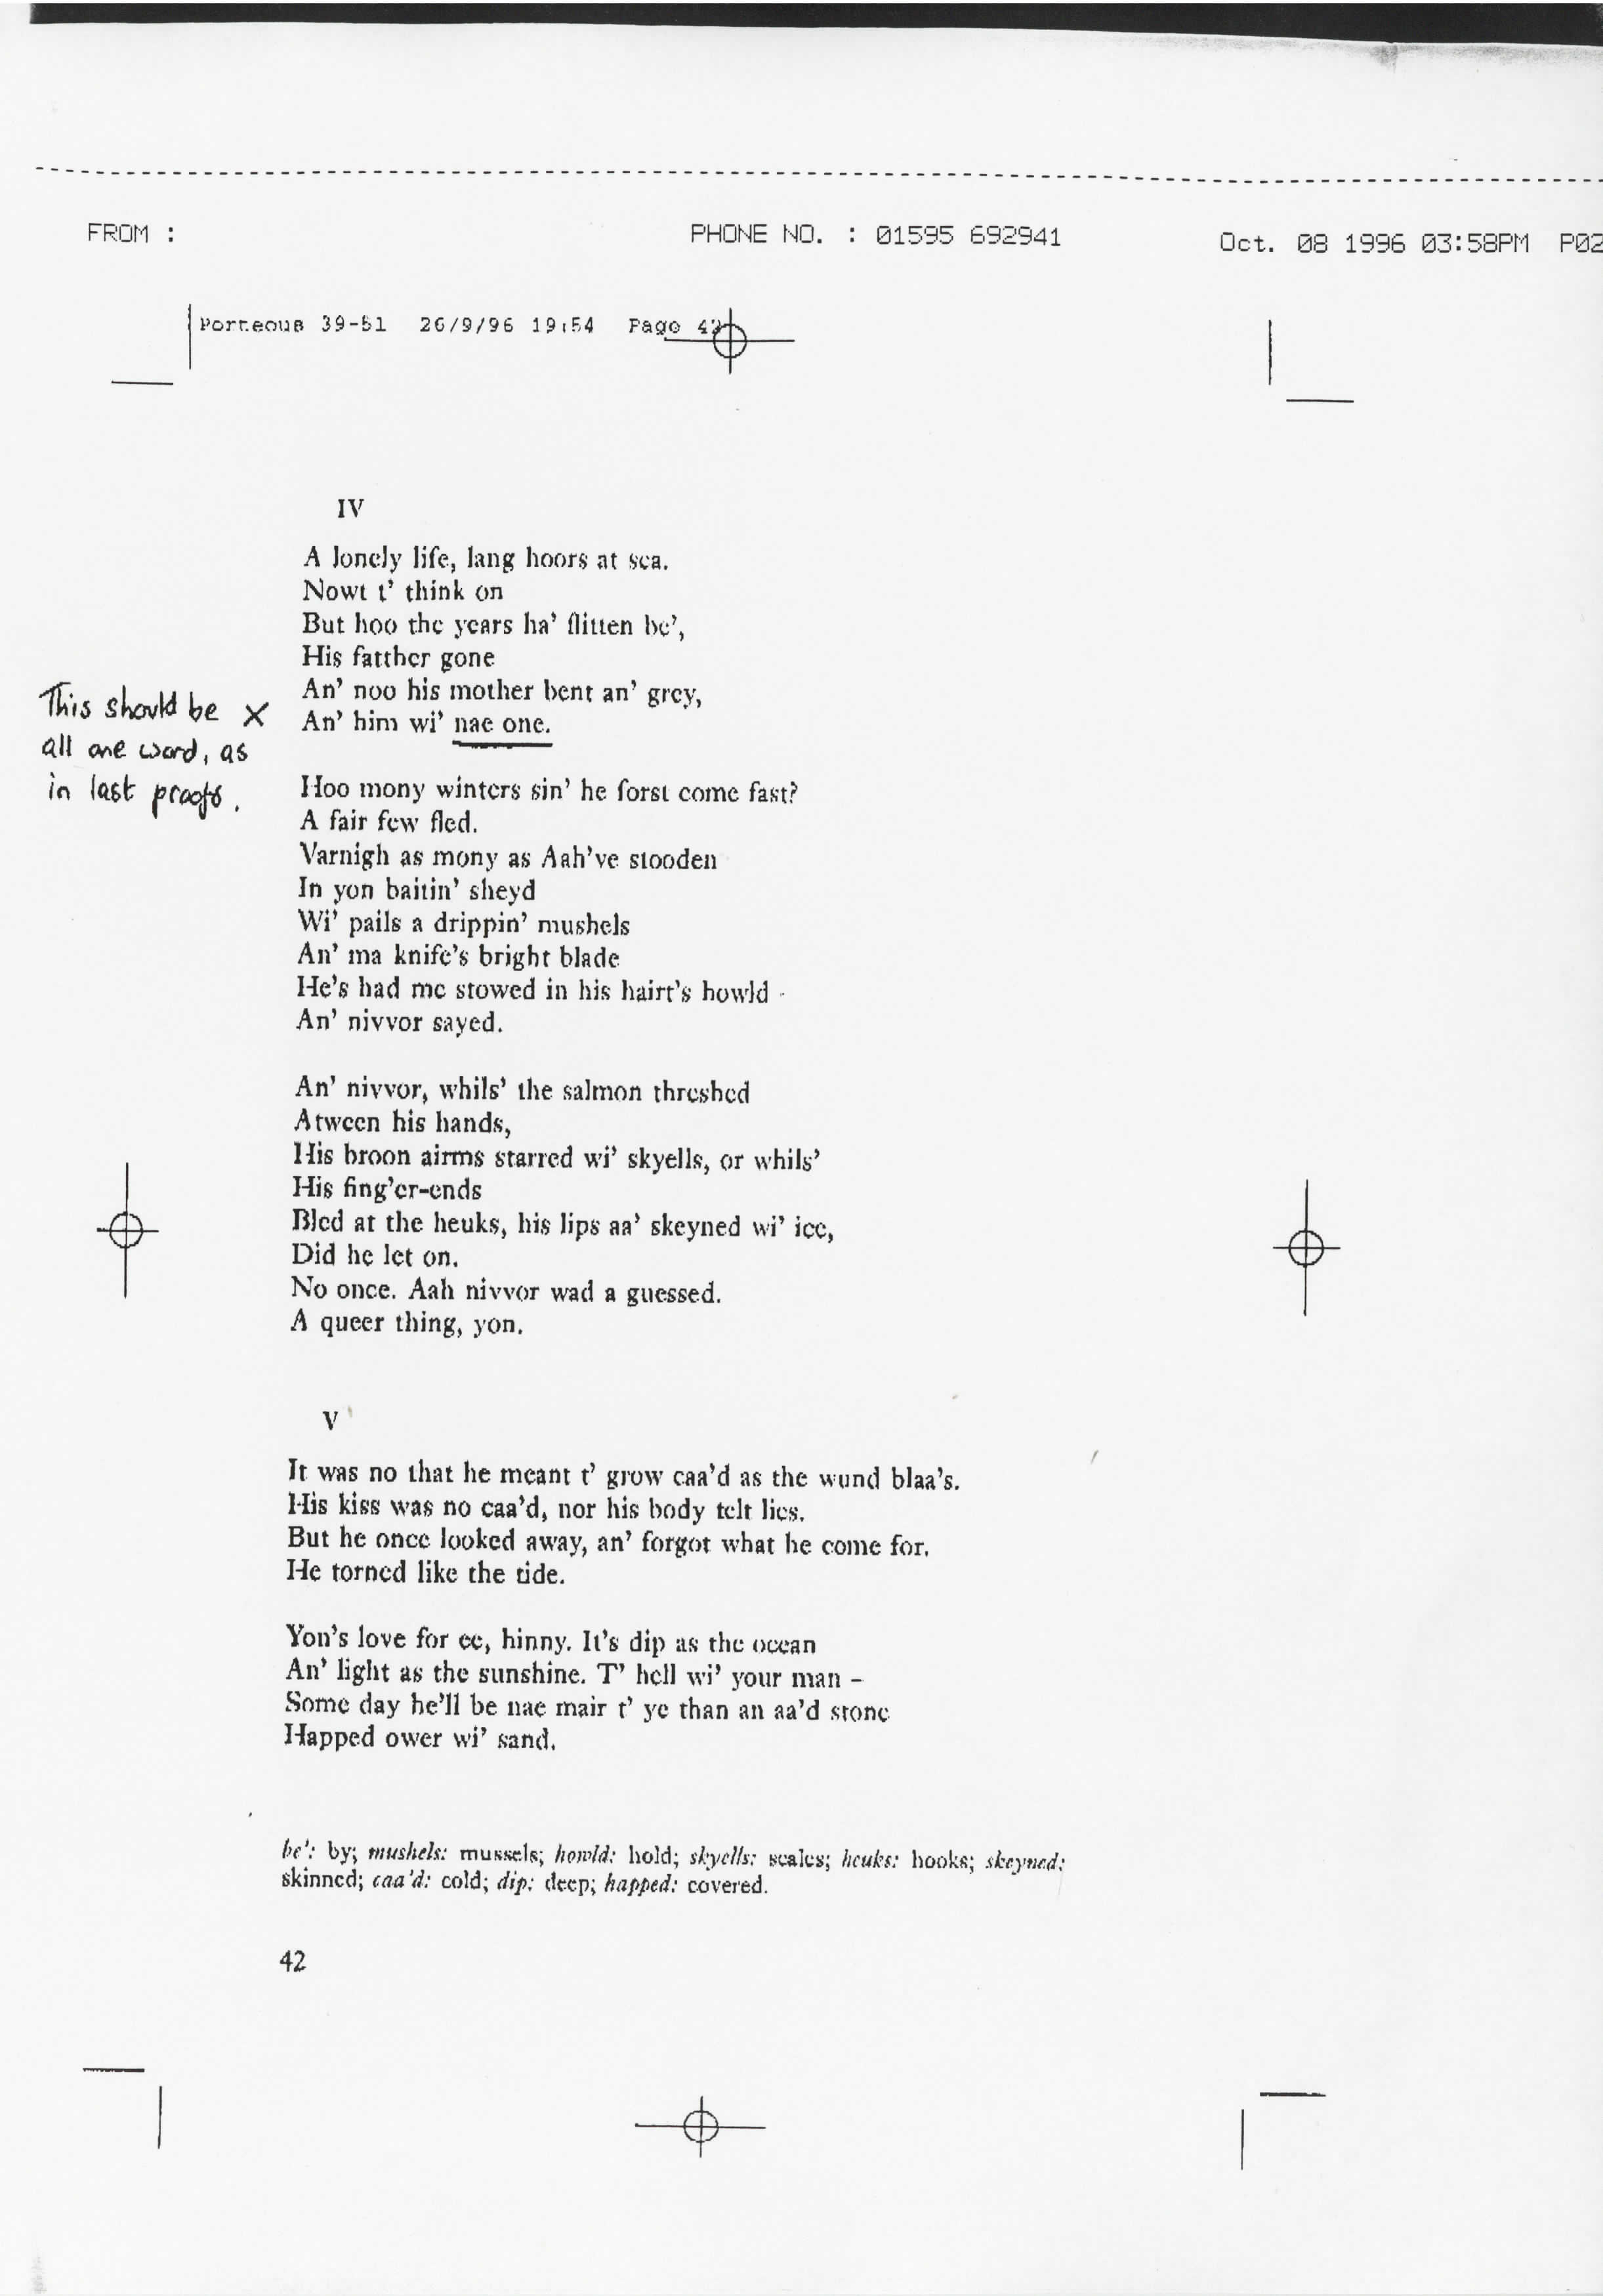 FROM :
PHONE NO. : 01595 692941
Oct. 08 1996 03:58PM P02
Porteous 39-51 26/9/96 19:54 Page 42
IV
A lonely life, lang hoors at sea.
Nowt t' think on
But hoo the years ha' flitten be',
His fatther gone
An' noo his mother bent an' grey,
An' him wi' nae one.
This should be X
all one word, as
in last proofs.
Hoo mony winters sin' he forst come fast?
A fair few fled.
Varnigh as mony as Aah've stooden
In yon baitin' sheyd
Wi' pails a drippin' mushels
An' ma knife's bright blade
He's had me stowed in his hairt's howld -
An' nivvor sayed.
An' nivvor, whils' the salmon threshed
Atween his hands,
His broon airms starred wi' skyells, or whils'
His fing'er-ends
Bled at the heuks, his lips aa' skeyned wi' ice,
Did he let on.
No once. Aah nivvor wad a guessed.
A queer thing, yon.
V
It was no that he meant t' grow caa'd as the wund blaa's.
His kiss was no caa'd, nor his body telt lies.
But he once looked away, an' forgot what he come for.
He torned like the tide.
Yon's love for ee, hinny. It's dip as the ocean
An' light as the sunshine. T' hell wi' your man –
Some day he'll be nae mair t' ye than an aa'd stone
Happed ower wi' sand.
be': by; mushels: mussels; howld: hold; skyells: scales; heuks: hooks; skeyned:
skinned; caa'd: cold; dip: deep; happed: covered.
42